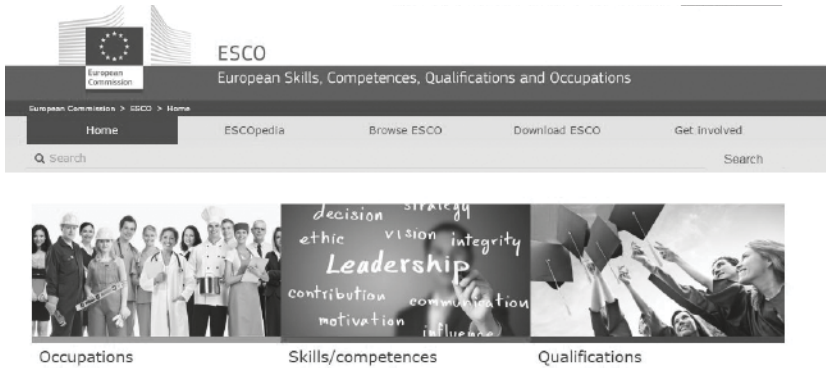 ESCO
European Commission
European Skills, Competences, Qualifications and Occupations
European Commission > ESCO > Home
Home ESCOpedia Browse ESCO Download ESCO Get involved
Search Search
decision strategy
ethic vision integrity
Leadership
contribution communication
motivation influence
Occupations Skills/competences Qualifications